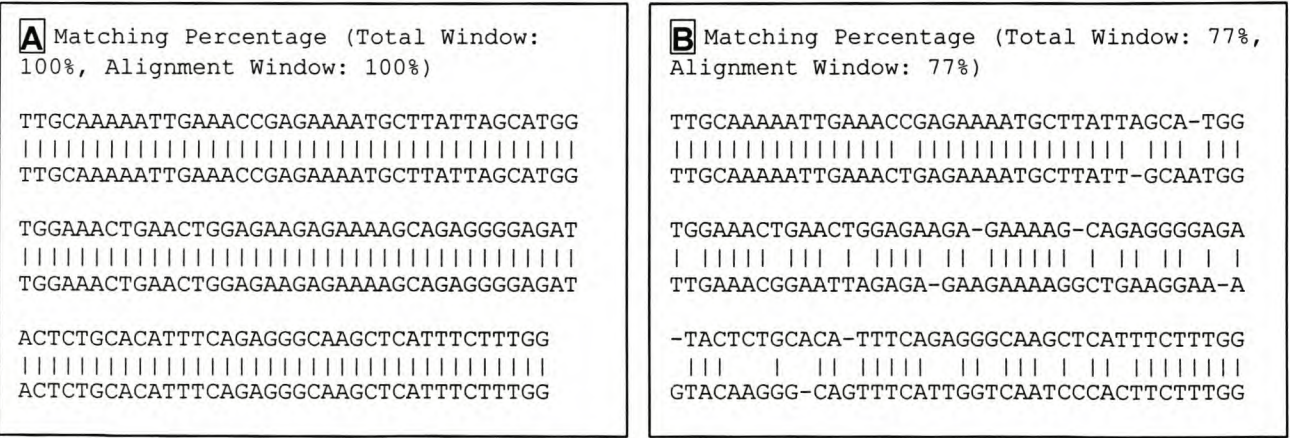 A Matching Percentage (Total Window:
100%, Alignment Window: 100%)
TTGCAAAAATTGAAACCGAGAAAATGCTTATTAGCATGG
|||||||||||||||||||||||||||||||||||||||
TTGCAAAAATTGAAACCGAGAAAATGCTTATTAGCATGG
TGGAAACTGAACTGGAGAAGAGAAAAGCAGAGGGGAGAT
|||||||||||||||||||||||||||||||||||||||
TGGAAACTGAACTGGAGAAGAGAAAAGCAGAGGGGAGAT
ACTCTGCACATTTCAGAGGGCAAGCTCATTTCTTTGG
|||||||||||||||||||||||||||||||||||||
ACTCTGCACATTTCAGAGGGCAAGCTCATTTCTTTGG
B Matching Percentage (Total Window: 77%,
Alignment Window: 77%)
TTGCAAAAATTGAAACCGAGAAAATGCTTATTAGCA-TGG
|||||||||||||||| ||||||||||||||| ||| |||
TTGCAAAAATTGAAACTGAGAAAATGCTTATT-GCAATGG
TGGAAACTGAACTGGAGAAGA-GAAAAG-CAGAGGGGAGA
| ||||| ||| | |||| || |||||| | || || | |
TTGAAACGGAATTAGAGA-GAAGAAAAGGCTGAAGGAA-A
-TACTCTGCACA-TTTCAGAGGGCAAGCTCATTTCTTTGG
 |||   |  || |||||  || ||| | || ||||||||
GTACAAGGG-CAGTTTCATTGGTCAATCCCACTTCTTTGG